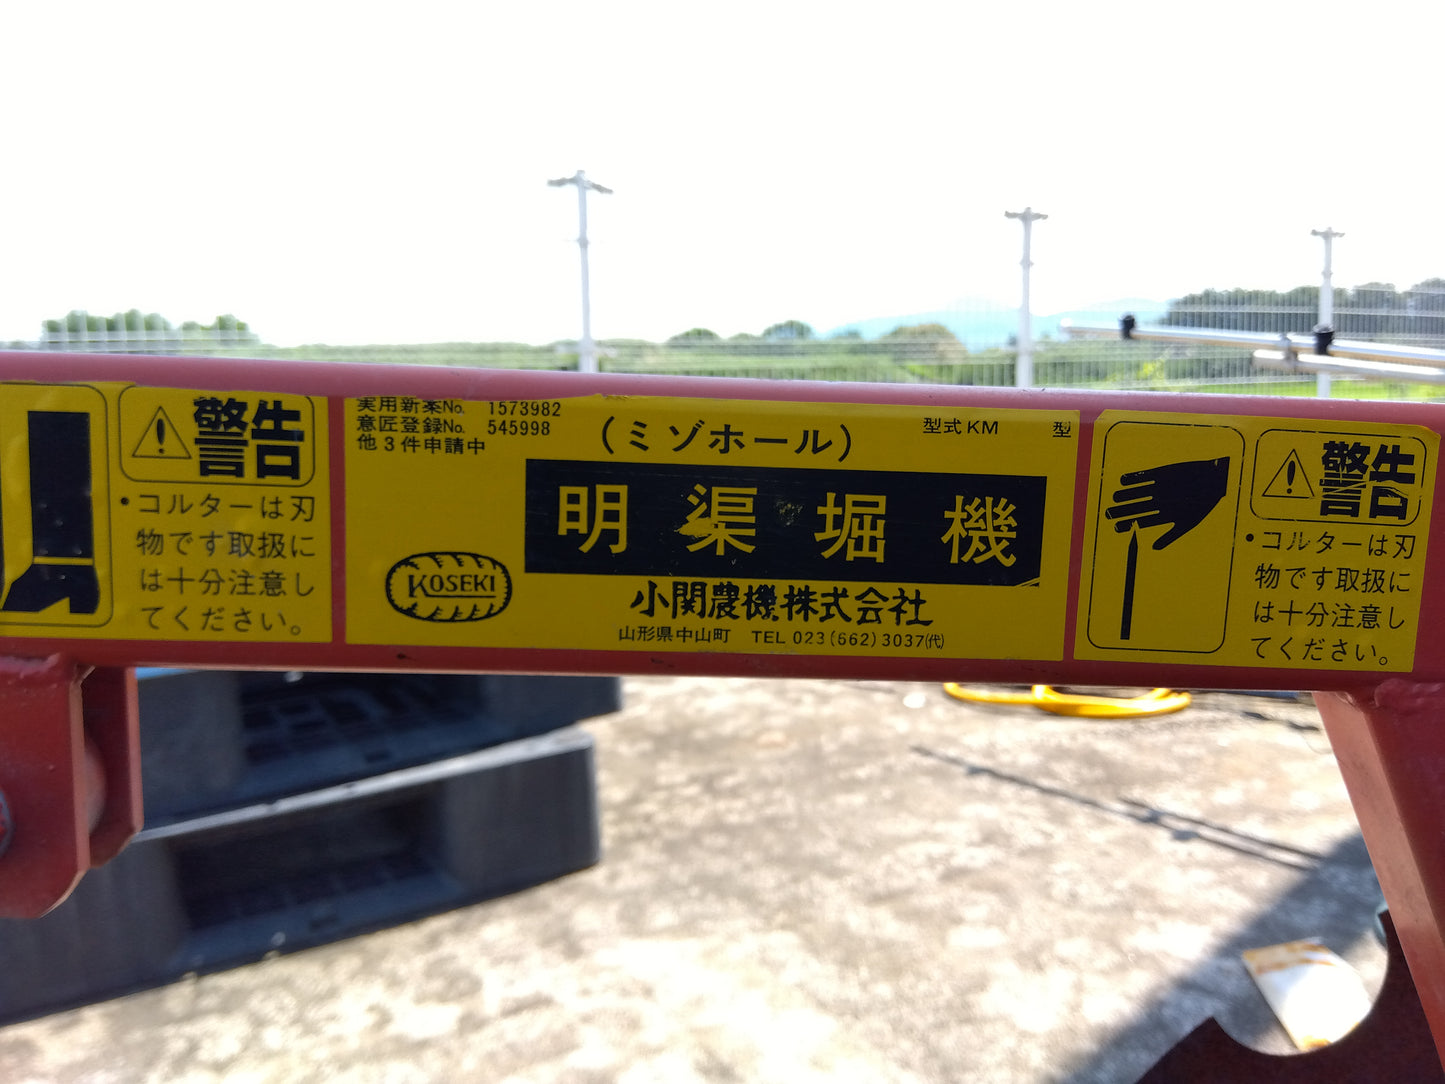 警告
•コルターは刃
物です取扱に
は十分注意し
てください。
実用新案No. 1573982
意匠登録No. 545998
他3件申請中
(ミゾホール)
型式KM 型
明渠堀機
KOSEKI
小関農機株式会社
山形県中山町 TEL 023(662)3037(代)
警告
•コルターは刃
物です取扱に
は十分注意し
てください。